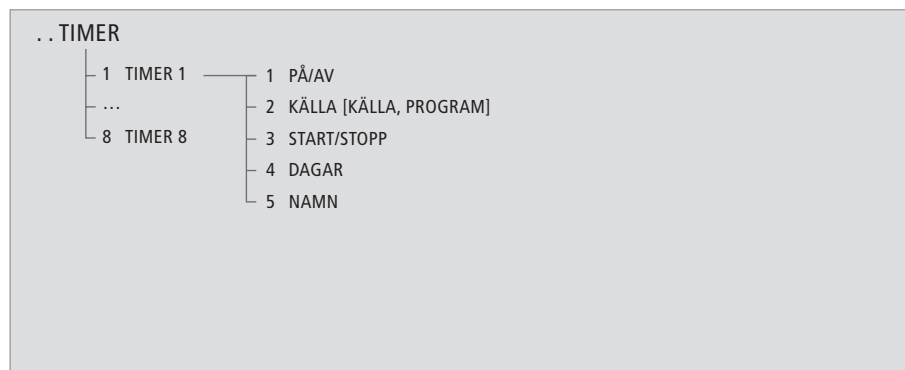 . . TIMER
1 TIMER 1
1 PÅ/AV
... 
2 KÄLLA [KÄLLA, PROGRAM]
8 TIMER 8
3 START/STOPP
4 DAGAR
5 NAMN